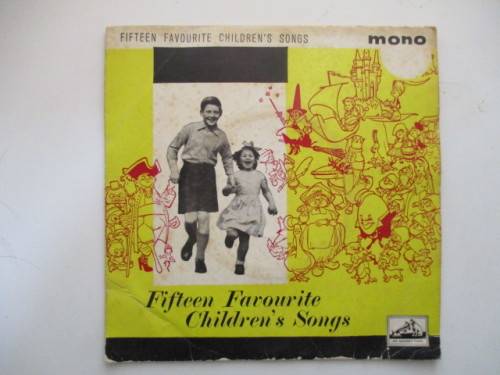 FIFTEEN FAVOURITE CHILDREN'S SONGS
mono
Fifteen Favourite
Children's Songs